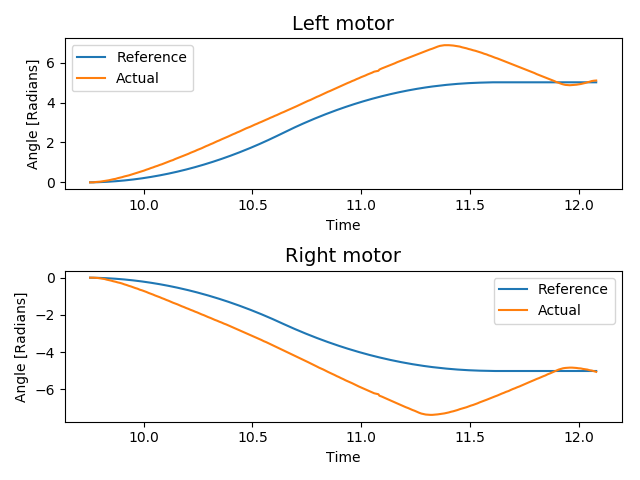 Left motor
Angle [Radians]
6
4
2
0
Reference
Actual
10.0 10.5 11.0 11.5 12.0
Time
Right motor
Angle [Radians]
0
−2
−4
−6
Reference
Actual
10.0 10.5 11.0 11.5 12.0
Time